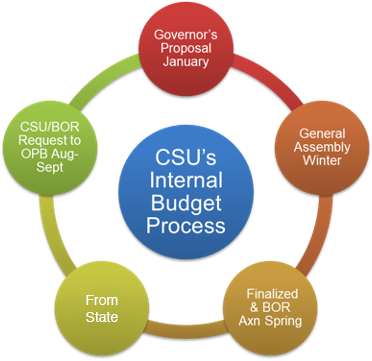 Governor's
Proposal
January
General
Assembly
Winter
Finalized
& BOR
Axn Spring
From
State
CSU/BOR
Request to
OPB Aug-
Sept
CSU's
Internal
Budget
Process